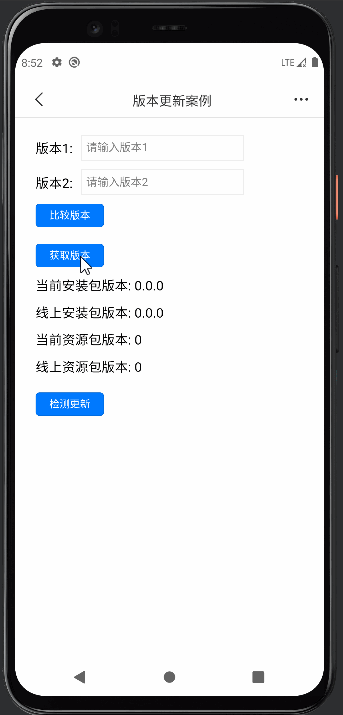 8:52
LTE
版本更新案例
版本1: 请输入版本1
版本2: 请输入版本2
比较版本
获取版本
当前安装包版本: 0.0.0
线上安装包版本: 0.0.0
当前资源包版本: 0
线上资源包版本: 0
检测更新